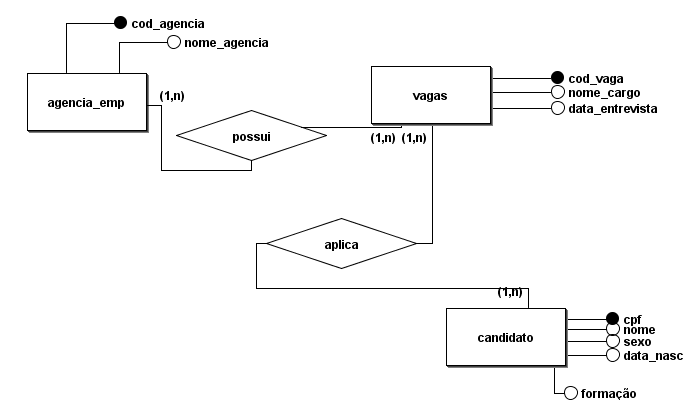 cod_agencia
nome_agencia
agencia_emp
(1,n)
vagas
cod_vaga
nome_cargo
data_entrevista
possui
(1,n) (1,n)
aplica
(1,n)
candidato
cpf
nome
sexo
data_nasc
formação